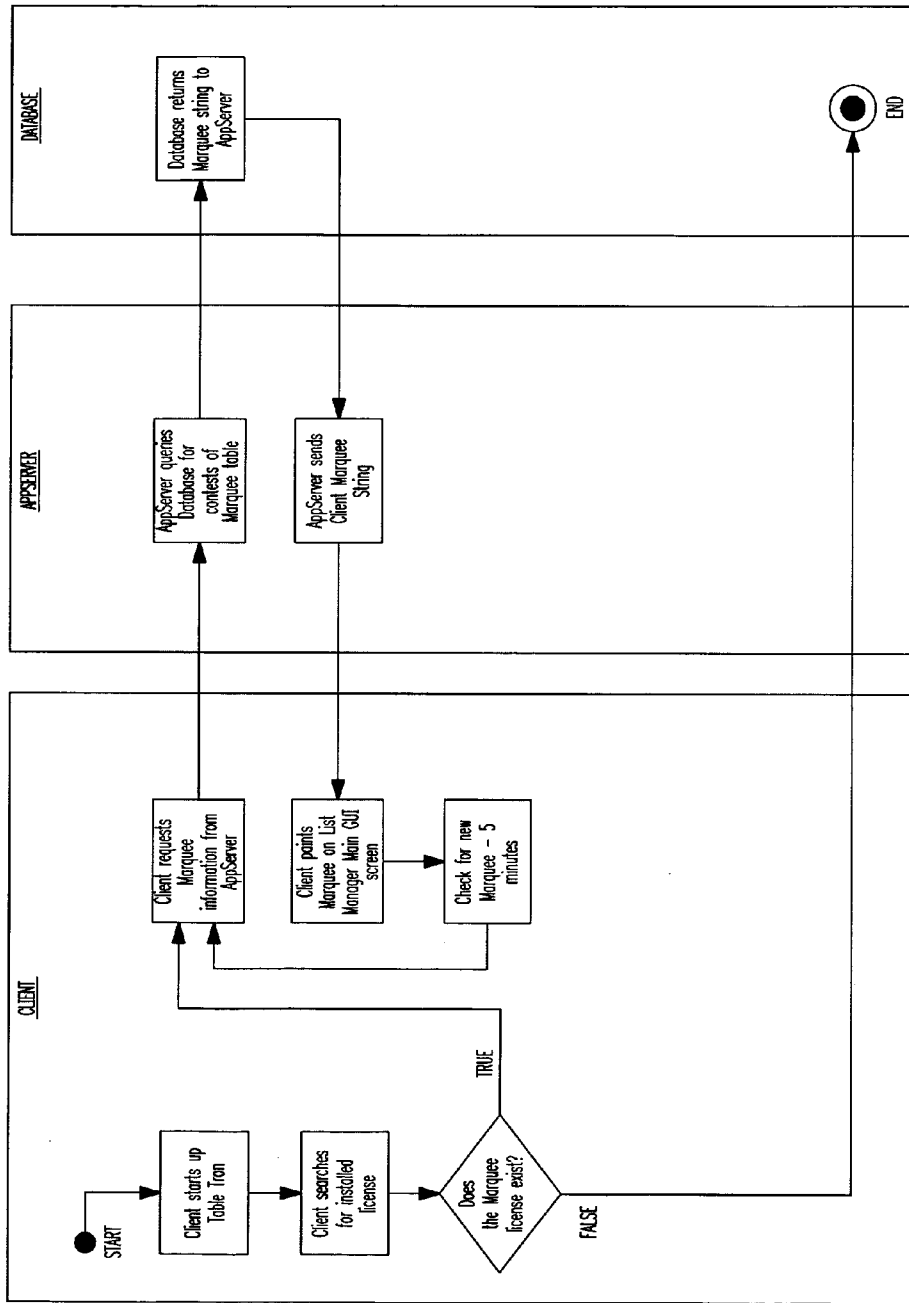 CLIENT
START
Client starts up
Table Tran
Client searches
for installed
license
Does
the Marquee
license exist?
TRUE
FALSE
Client requests
Marquee
information from
AppServer
Client paints
Marquee on List
Manager Main GUI
screen
Check for new
Marquee - 5
minutes
APPSERVER
AppServer queries
Database for
contests of
Marquee table
AppServer sends
Client Marquee
String
DATABASE
Database returns
Marquee string to
AppServer
END